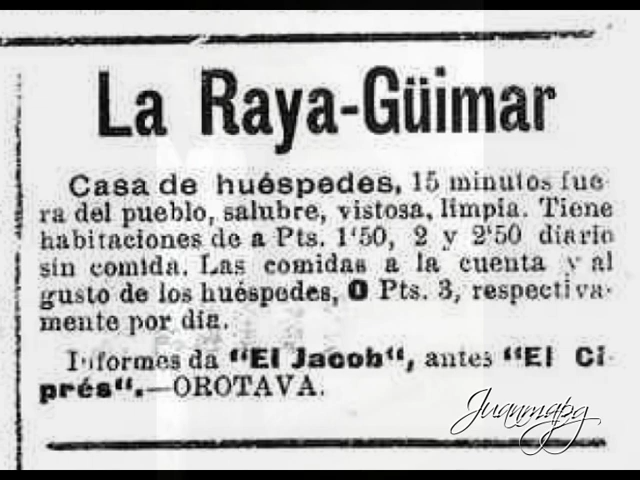 La Raya-Güimar
Casa de huéspedes, 15 minutos fue-
ra del pueblo, salubre, vistosa, limpia. Tiene
habitaciones de a Pts. 1'50, 2 y 2'50 diario
sin comida. Las comidas a la cuenta y al
gusto de los huéspedes, O Pts. 3, respectiva-
mente por dia.
Informes da "El Jacob", antes "El Ci-
prés".—OROTAVA.
Juanmapg